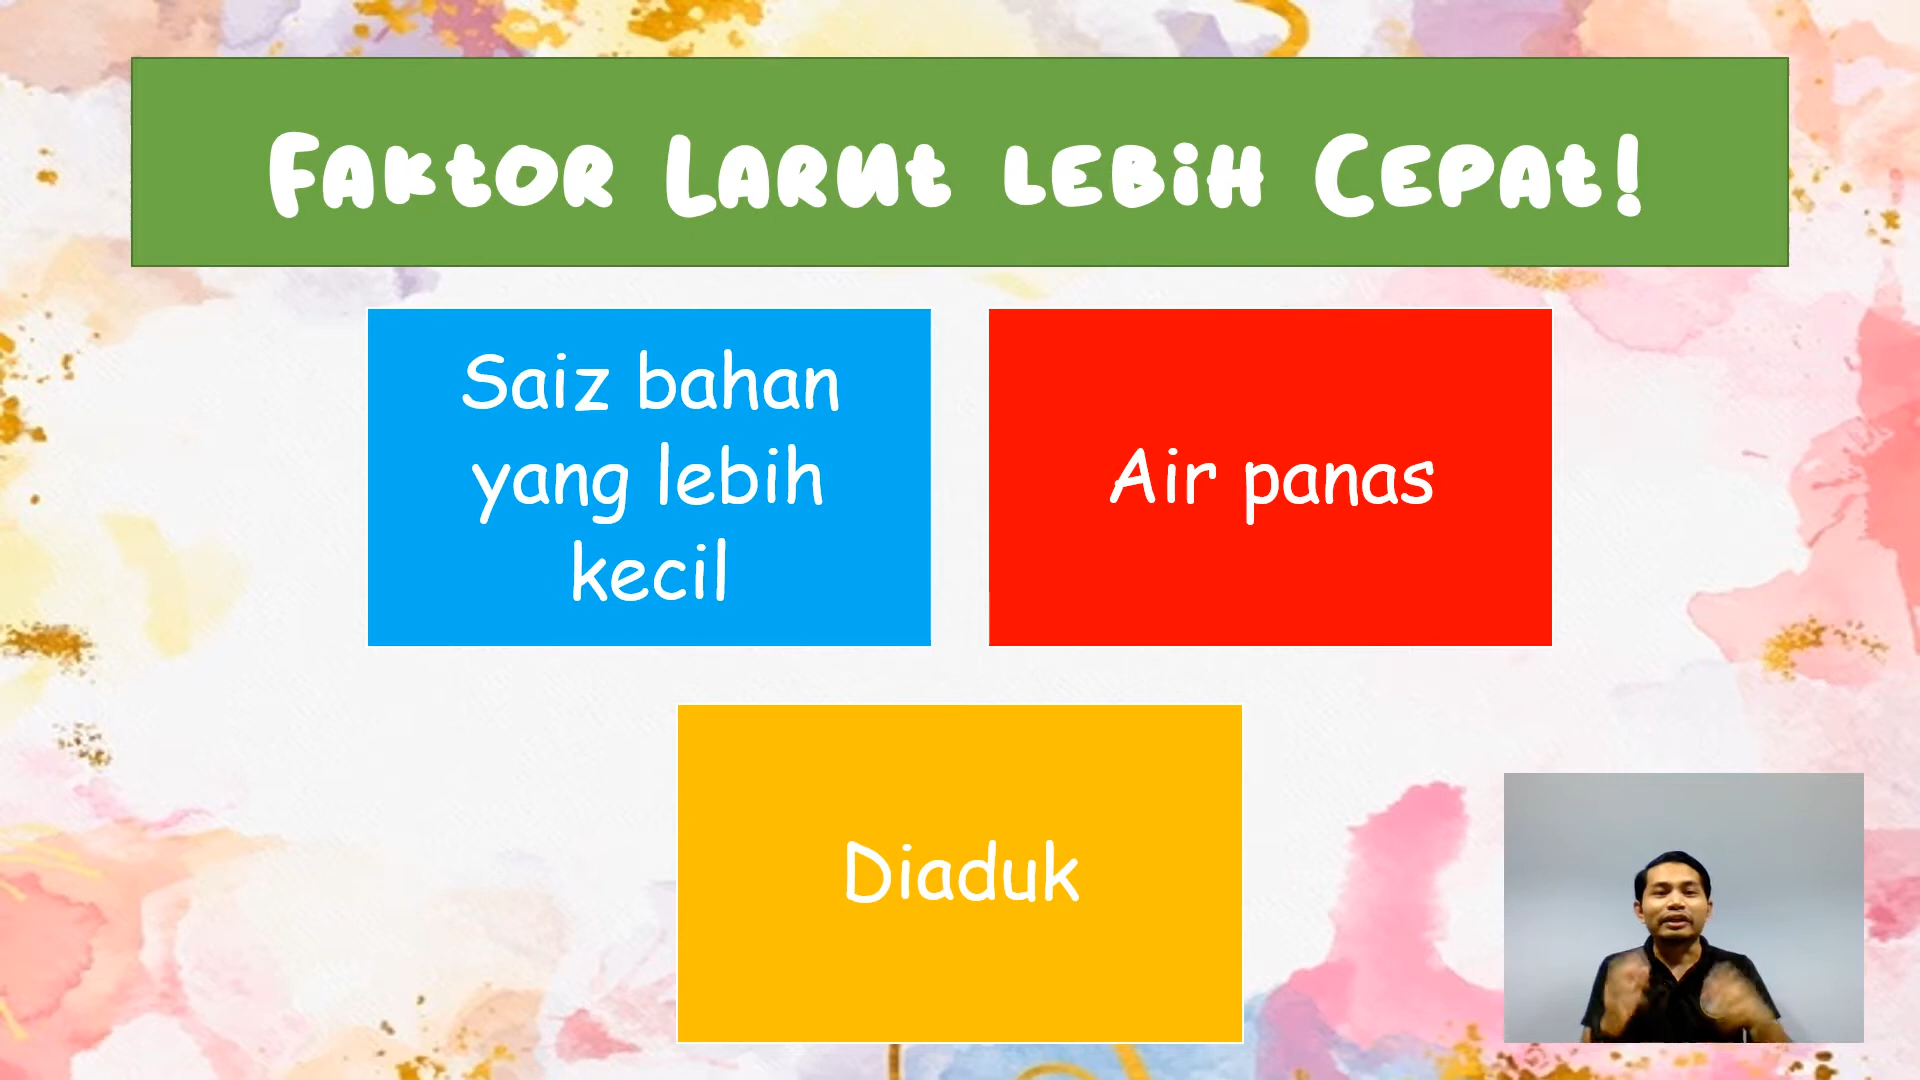 Faktor Larut lebih Cepat!
Saiz bahan
yang lebih
kecil
Air panas
Diaduk